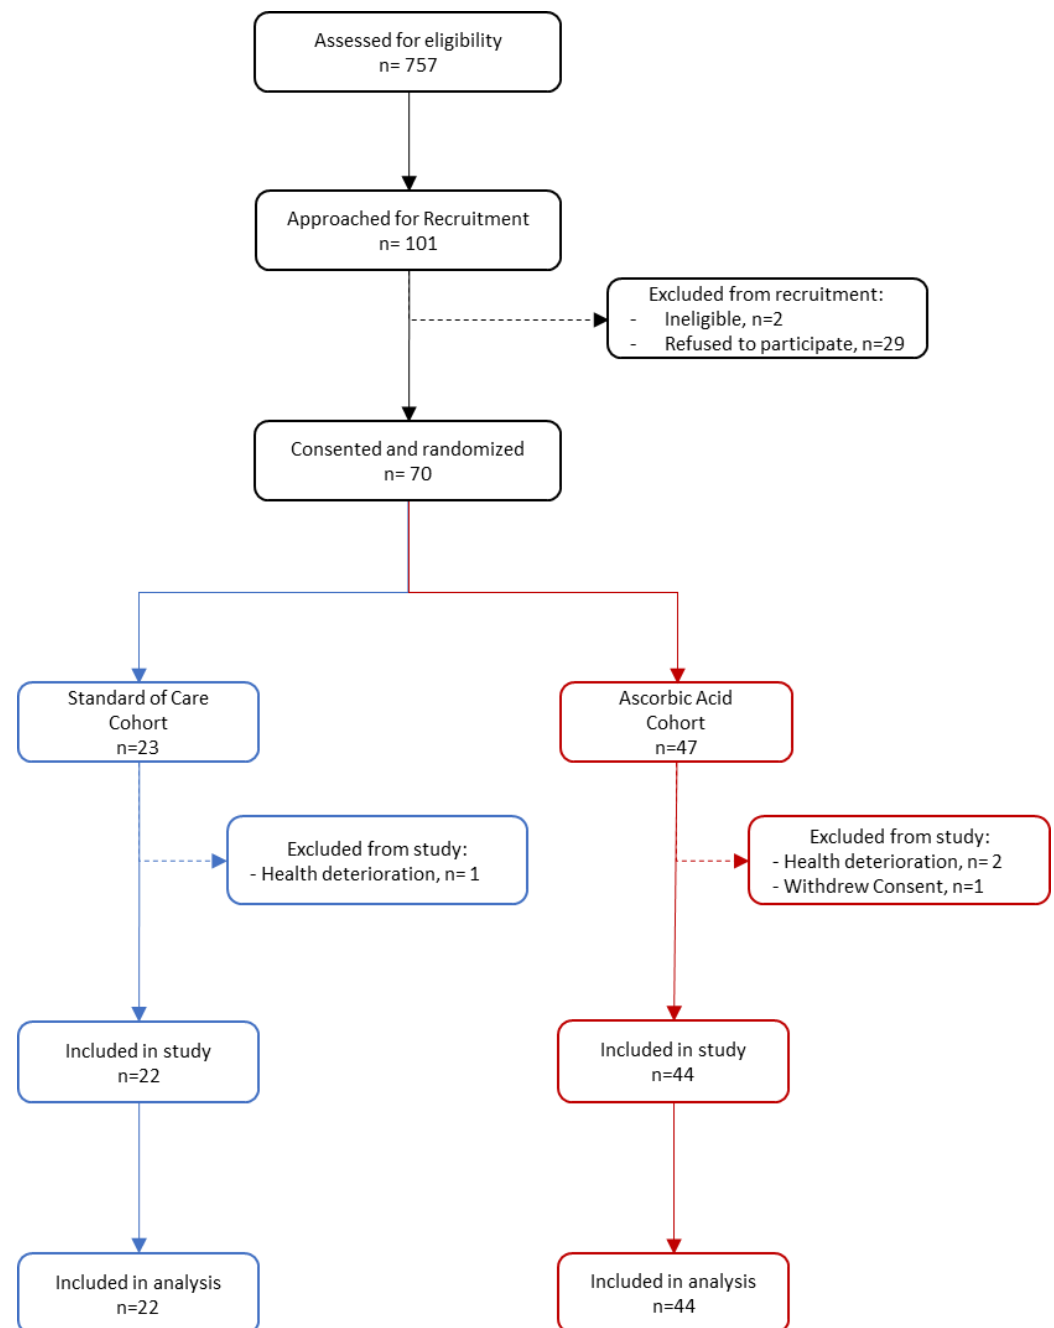 Assessed for eligibility
n= 757
Approached for Recruitment
n= 101
Excluded from recruitment:
- Ineligible, n=2
- Refused to participate, n=29
Consented and randomized
n= 70
Standard of Care
Cohort
n=23
Ascorbic Acid
Cohort
n=47
Excluded from study:
- Health deterioration, n= 1
Excluded from study:
- Health deterioration, n= 2
- Withdrew Consent, n=1
Included in study
n=22
Included in study
n=44
Included in analysis
n=22
Included in analysis
n=44